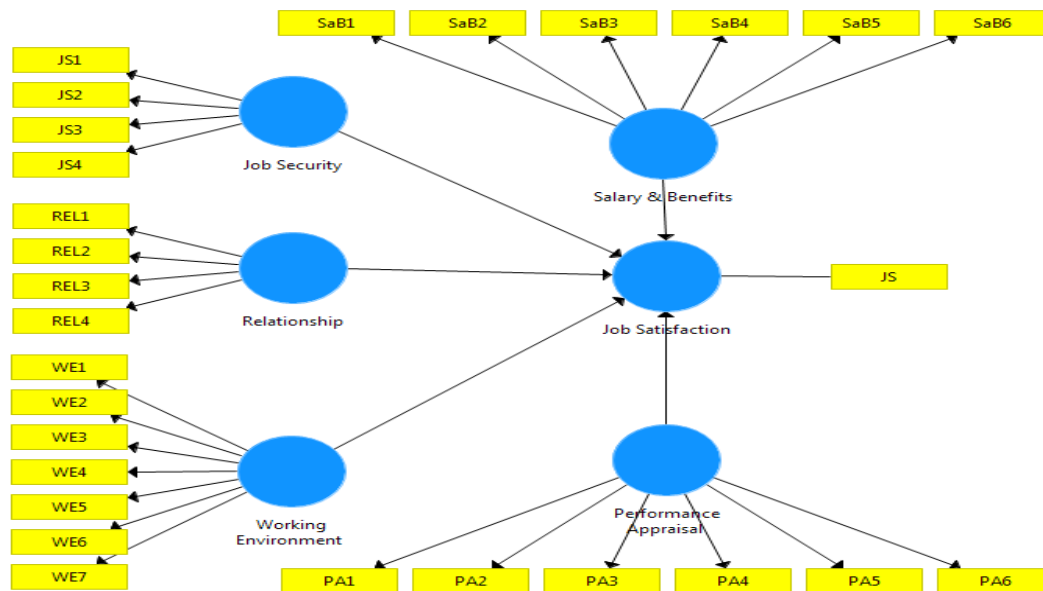 SaB1
SaB2
SaB3
SaB4
SaB5
SaB6
JS1
JS2
JS3
JS4
Job Security
Salary & Benefits
REL1
REL2
REL3
REL4
Relationship
Job Satisfaction
JS
WE1
WE2
WE3
WE4
WE5
WE6
WE7
Working
Environment
Performance
Appraisal
PA1
PA2
PA3
PA4
PA5
PA6